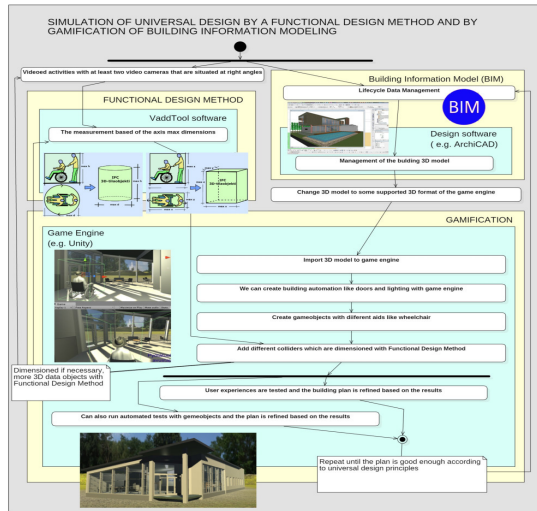 SIMULATION OF UNIVERSAL DESIGN BY A FUNCTIONAL DESIGN METHOD AND BY
GAMIFICATION OF BUILDING INFORMATION MODELING
Videoed activities with at least two video cameras that are situated at right angles
Building Information Model (BIM)
Lifecycle Data Management
BIM
FUNCTIONAL DESIGN METHOD
VaddTool software
The measurement based of the axis max dimensions
Design software
( e.g. ArchiCAD)
Management of the bulding 3D model
Change 3D model to some supported 3D format of the game engine
GAMIFICATION
Game Engine
(e.g. Unity)
Import 3D model to game engine
We can create building automation like doors and lighting with game engine
Create gameobjects with diiferent aids like wheelchair
Add different colliders which are dimensioned with Functional Design Method
Dimensioned if necessary,
more 3D data objects with
Functional Design Method
User experiences are tested and the building plan is refined based on the results
Can also run automated tests with gemeobjects and the plan is refined based on the results
Repeat until the plan is good enough according
to universal design principles